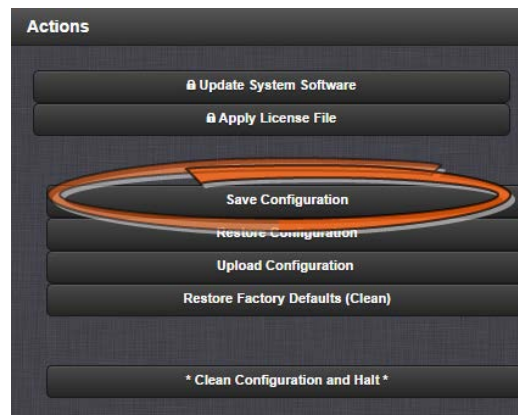 Actions
Update System Software
Apply License File
Save Configuration
Restore Configuration
Upload Configuration
Restore Factory Defaults (Clean)
* Clean Configuration and Halt *